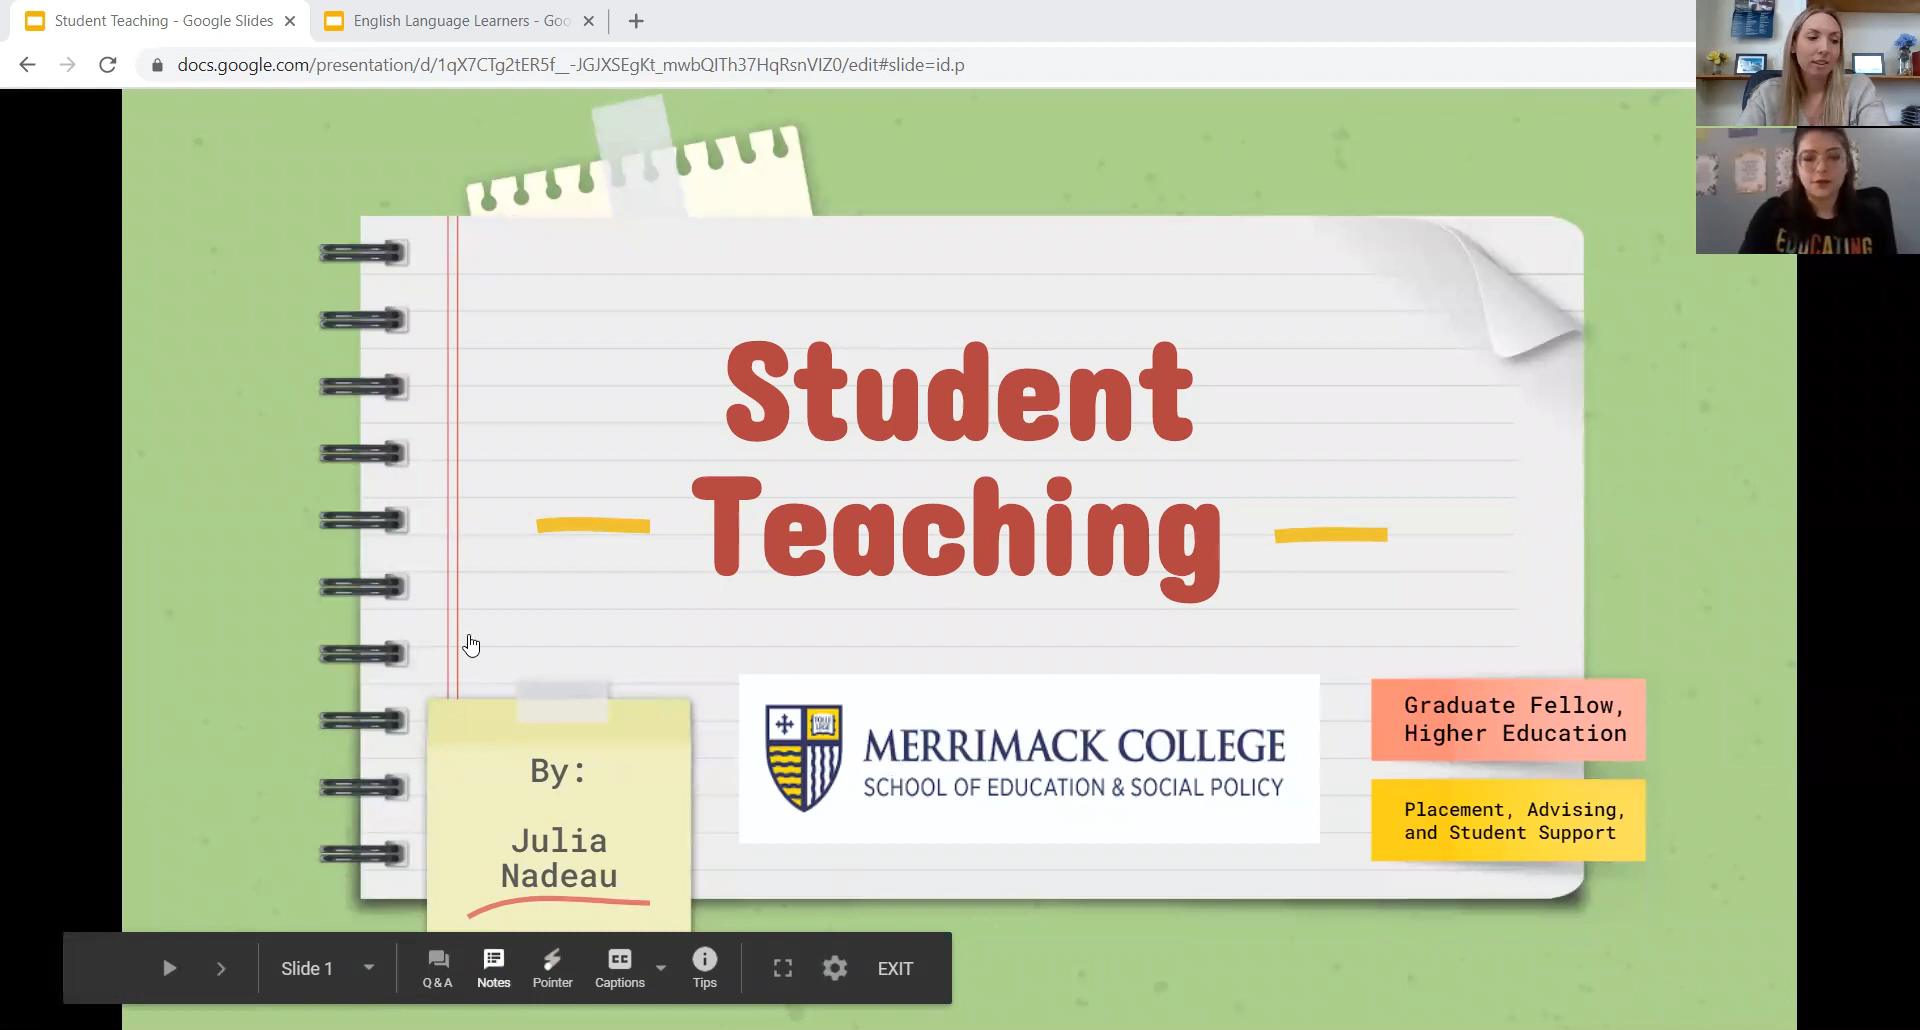 Student Teaching - Google Slides
English Language Learners - Goo
docs.google.com/presentation/d/1qX7CTg2tER5f__-JGJXSEgKt_mwbQITh37HqRsnVIZ0/edit#slide=id.p
EDUCATING
Student
Teaching
By:
Julia
Nadeau
MERRIMACK COLLEGE
SCHOOL OF EDUCATION & SOCIAL POLICY
Graduate Fellow,
Higher Education
Placement, Advising,
and Student Support
Slide 1
Q & A
Notes
Pointer
Captions
Tips
EXIT